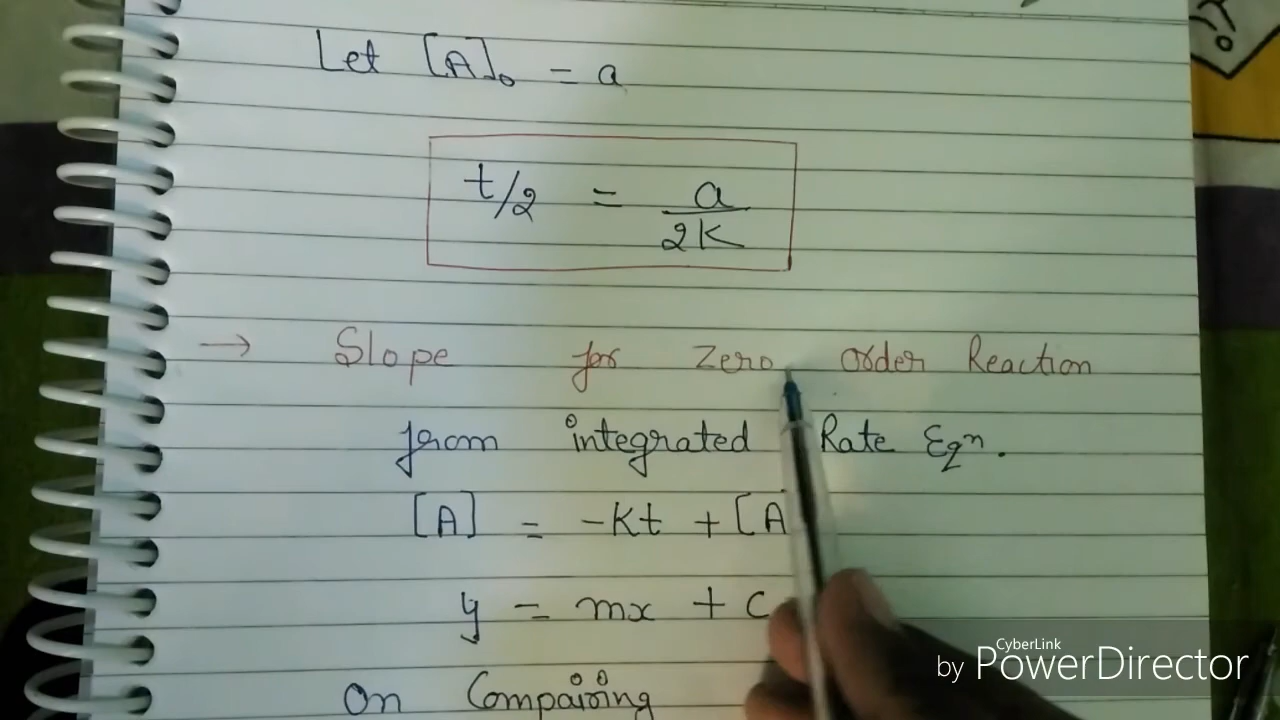 Let [A]₀ = a
t/2 = a/2K
→ Slope for Zero order Reaction
from integrated Rate Eqn.
[A] = -Kt + [A
y = mx + c
On Compairing
CyberLink
by PowerDirector